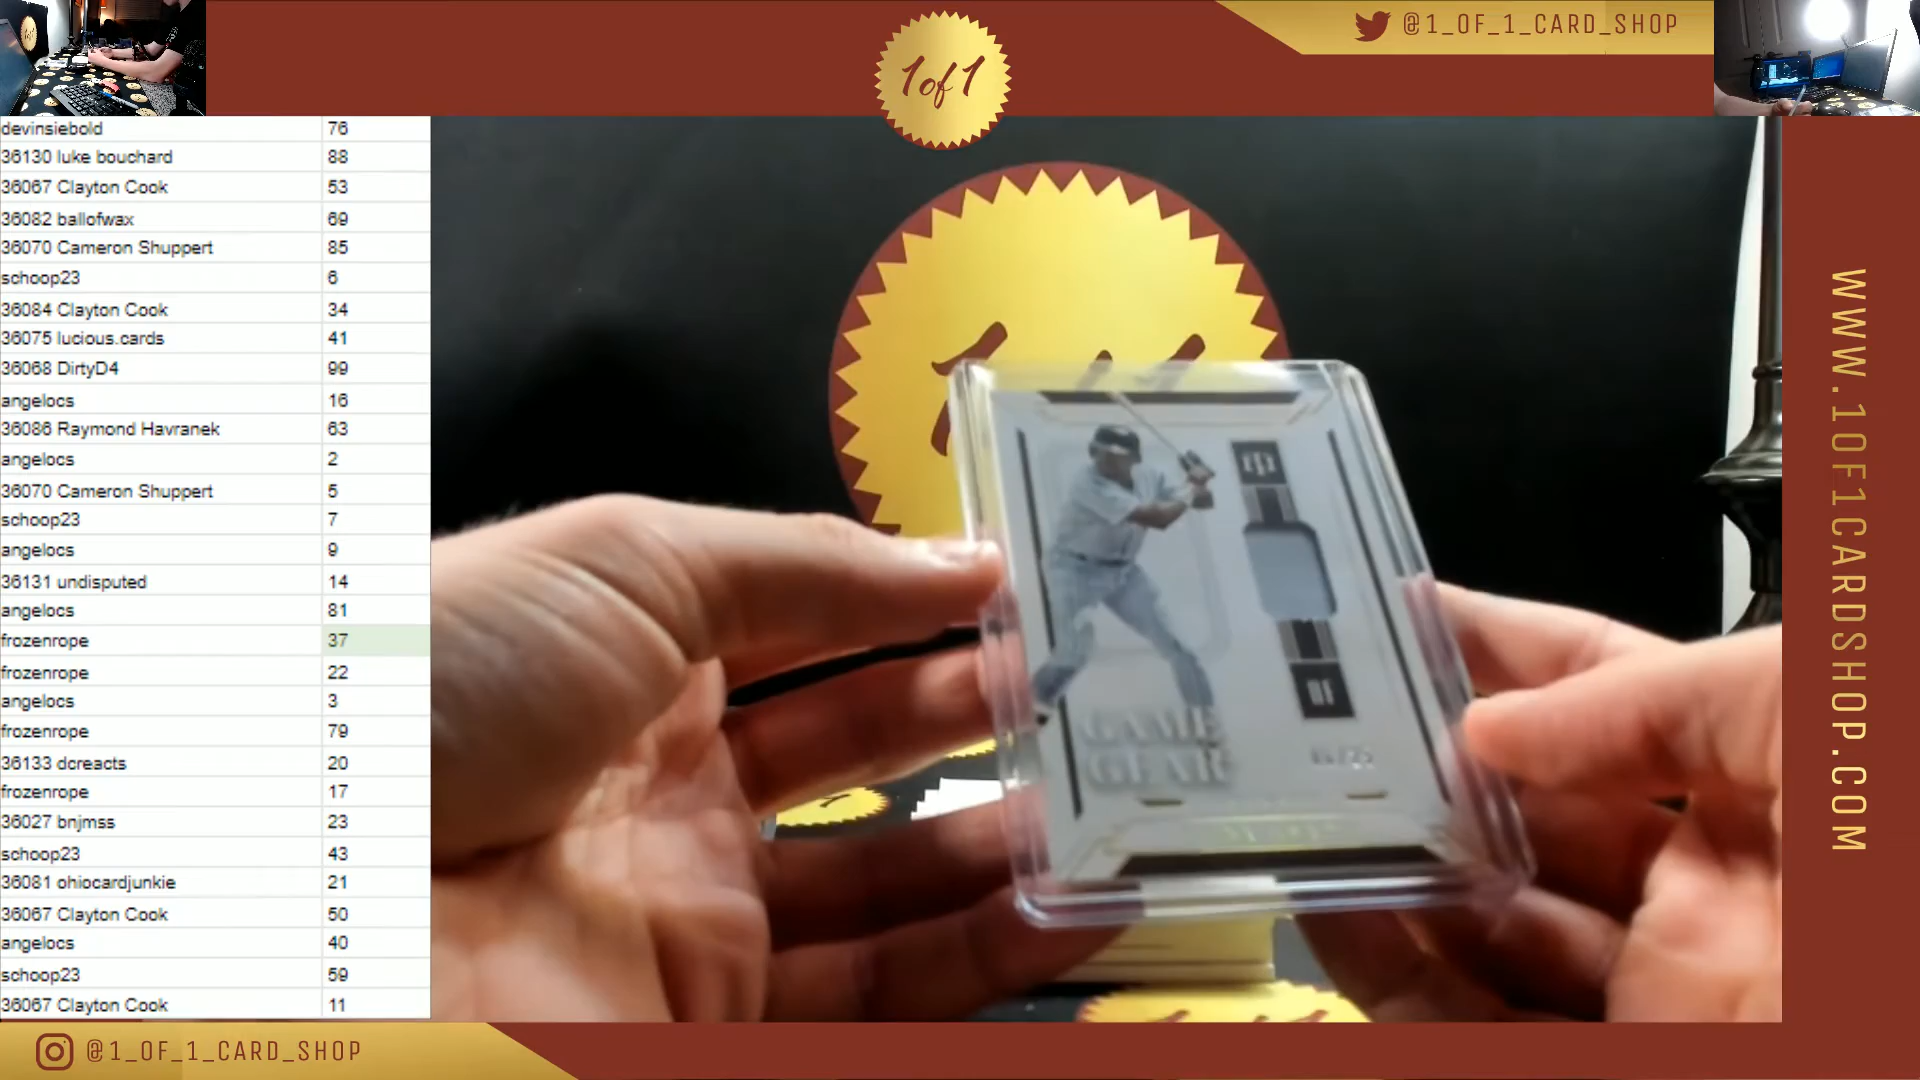 @1_OF_1_CARD_SHOP
1of1
devinsiebold 76
36130 luke bouchard 88
36067 Clayton Cook 53
36082 ballofwax 69
36070 Cameron Shuppert 85
schoop23 6
36084 Clayton Cook 34
36075 lucious.cards 41
36068 DirtyD4 99
angelocs 16
36086 Raymond Havranek 63
angelocs 2
36070 Cameron Shuppert 5
schoop23 7
angelocs 9
36131 undisputed 14
angelocs 81
frozenrope 37
frozenrope 22
angelocs 3
frozenrope 79
36133 dcreacts 20
frozenrope 17
36027 bnjmss 23
schoop23 43
36081 ohiocardjunkie 21
36067 Clayton Cook 50
angelocs 40
schoop23 59
36067 Clayton Cook 11
GAME
GEAR
WWW.1OF1CARDSHOP.COM
@1_OF_1_CARD_SHOP